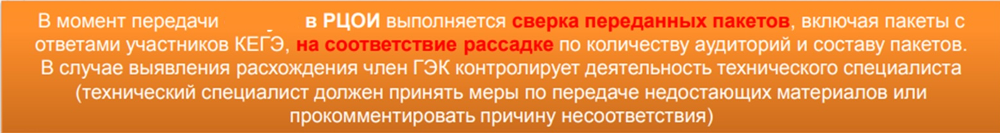 В момент передачи в РЦОИ выполняется сверка переданных пакетов, включая пакеты с
ответами участников КЕГЭ, на соответствие рассадке по количеству аудиторий и составу пакетов.
В случае выявления расхождения член ГЭК контролирует деятельность технического специалиста
(технический специалист должен принять меры по передаче недостающих материалов или
прокомментировать причину несоответствия)